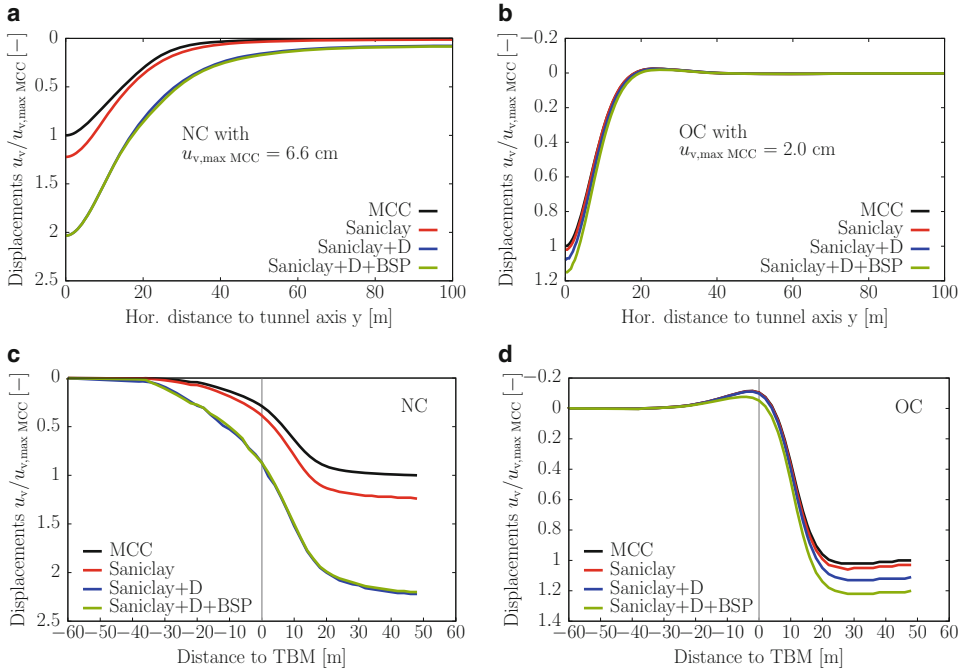 a
Displacements u_v/u_v,max MCC [−]
0
0.5
1
1.5
2
2.5
NC with
u_v,max MCC = 6.6 cm
MCC
Saniclay
Saniclay+D
Saniclay+D+BSP
0 20 40 60 80 100
Hor. distance to tunnel axis y [m]
b
Displacements u_v/u_v,max MCC [−]
−0.2
0
0.2
0.4
0.6
0.8
1
1.2
OC with
u_v,max MCC = 2.0 cm
MCC
Saniclay
Saniclay+D
Saniclay+D+BSP
0 20 40 60 80 100
Hor. distance to tunnel axis y [m]
c
Displacements u_v/u_v,max MCC [−]
0
0.5
1
1.5
2
2.5
NC
MCC
Saniclay
Saniclay+D
Saniclay+D+BSP
−60−50−40−30−20−10 0 10 20 30 40 50 60
Distance to TBM [m]
d
Displacements u_v/u_v,max MCC [−]
−0.2
0
0.2
0.4
0.6
0.8
1
1.2
1.4
OC
MCC
Saniclay
Saniclay+D
Saniclay+D+BSP
−60−50−40−30−20−10 0 10 20 30 40 50 60
Distance to TBM [m]